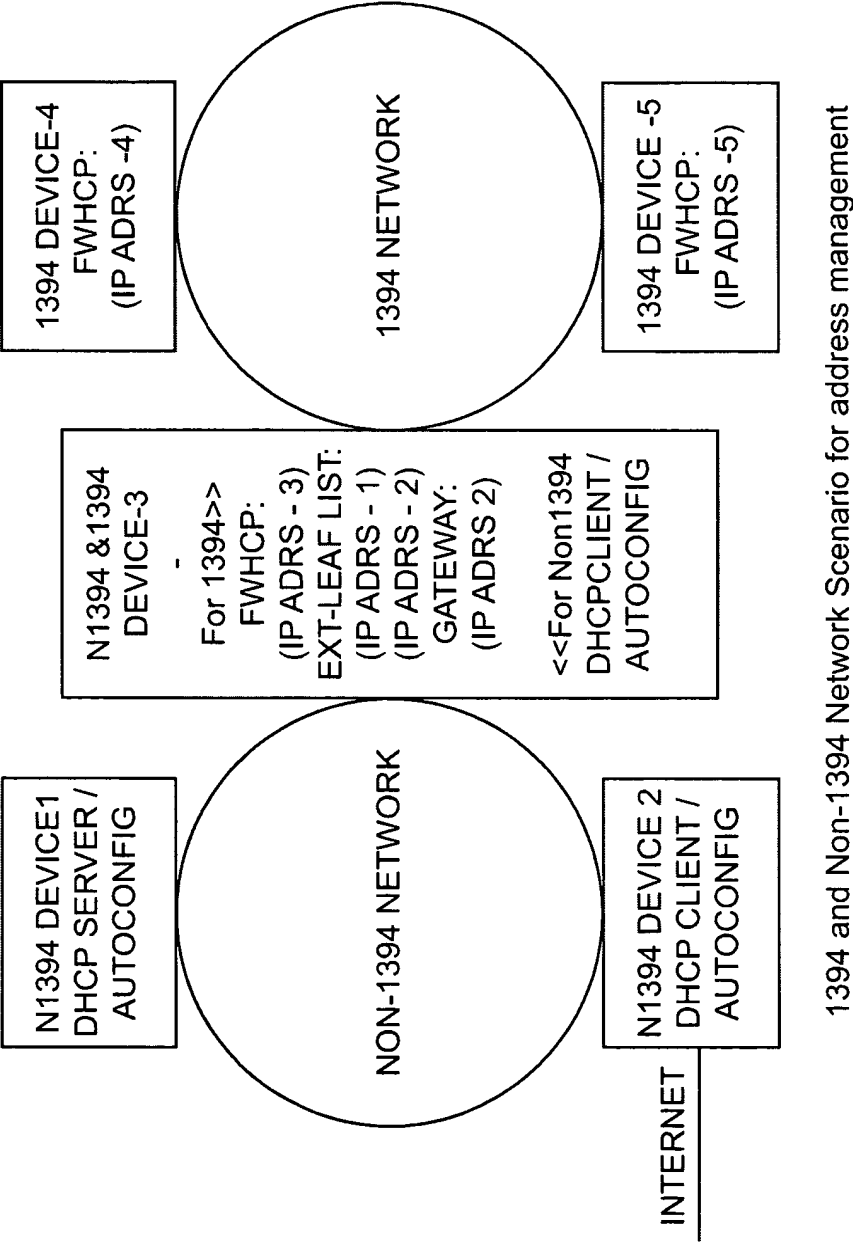 N1394 DEVICE1
DHCP SERVER /
AUTOCONFIG
NON-1394 NETWORK
INTERNET
N1394 DEVICE 2
DHCP CLIENT /
AUTOCONFIG
N1394 &1394
DEVICE-3
-
For 1394>>
FWHCP:
(IP ADRS - 3)
EXT-LEAF LIST:
(IP ADRS - 1)
(IP ADRS - 2)
GATEWAY:
(IP ADRS 2)
<<For Non1394
DHCPCLIENT /
AUTOCONFIG
1394 DEVICE-4
FWHCP:
(IP ADRS -4)
1394 NETWORK
1394 DEVICE -5
FWHCP:
(IP ADRS -5)
1394 and Non-1394 Network Scenario for address management